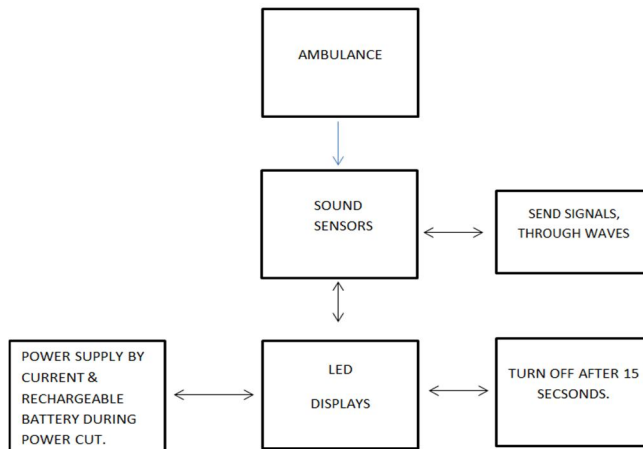 AMBULANCE
SOUND
SENSORS
SEND SIGNALS,
THROUGH WAVES
POWER SUPPLY BY
CURRENT &
RECHARGEABLE
BATTERY DURING
POWER CUT.
LED
DISPLAYS
TURN OFF AFTER 15
SECSONDS.